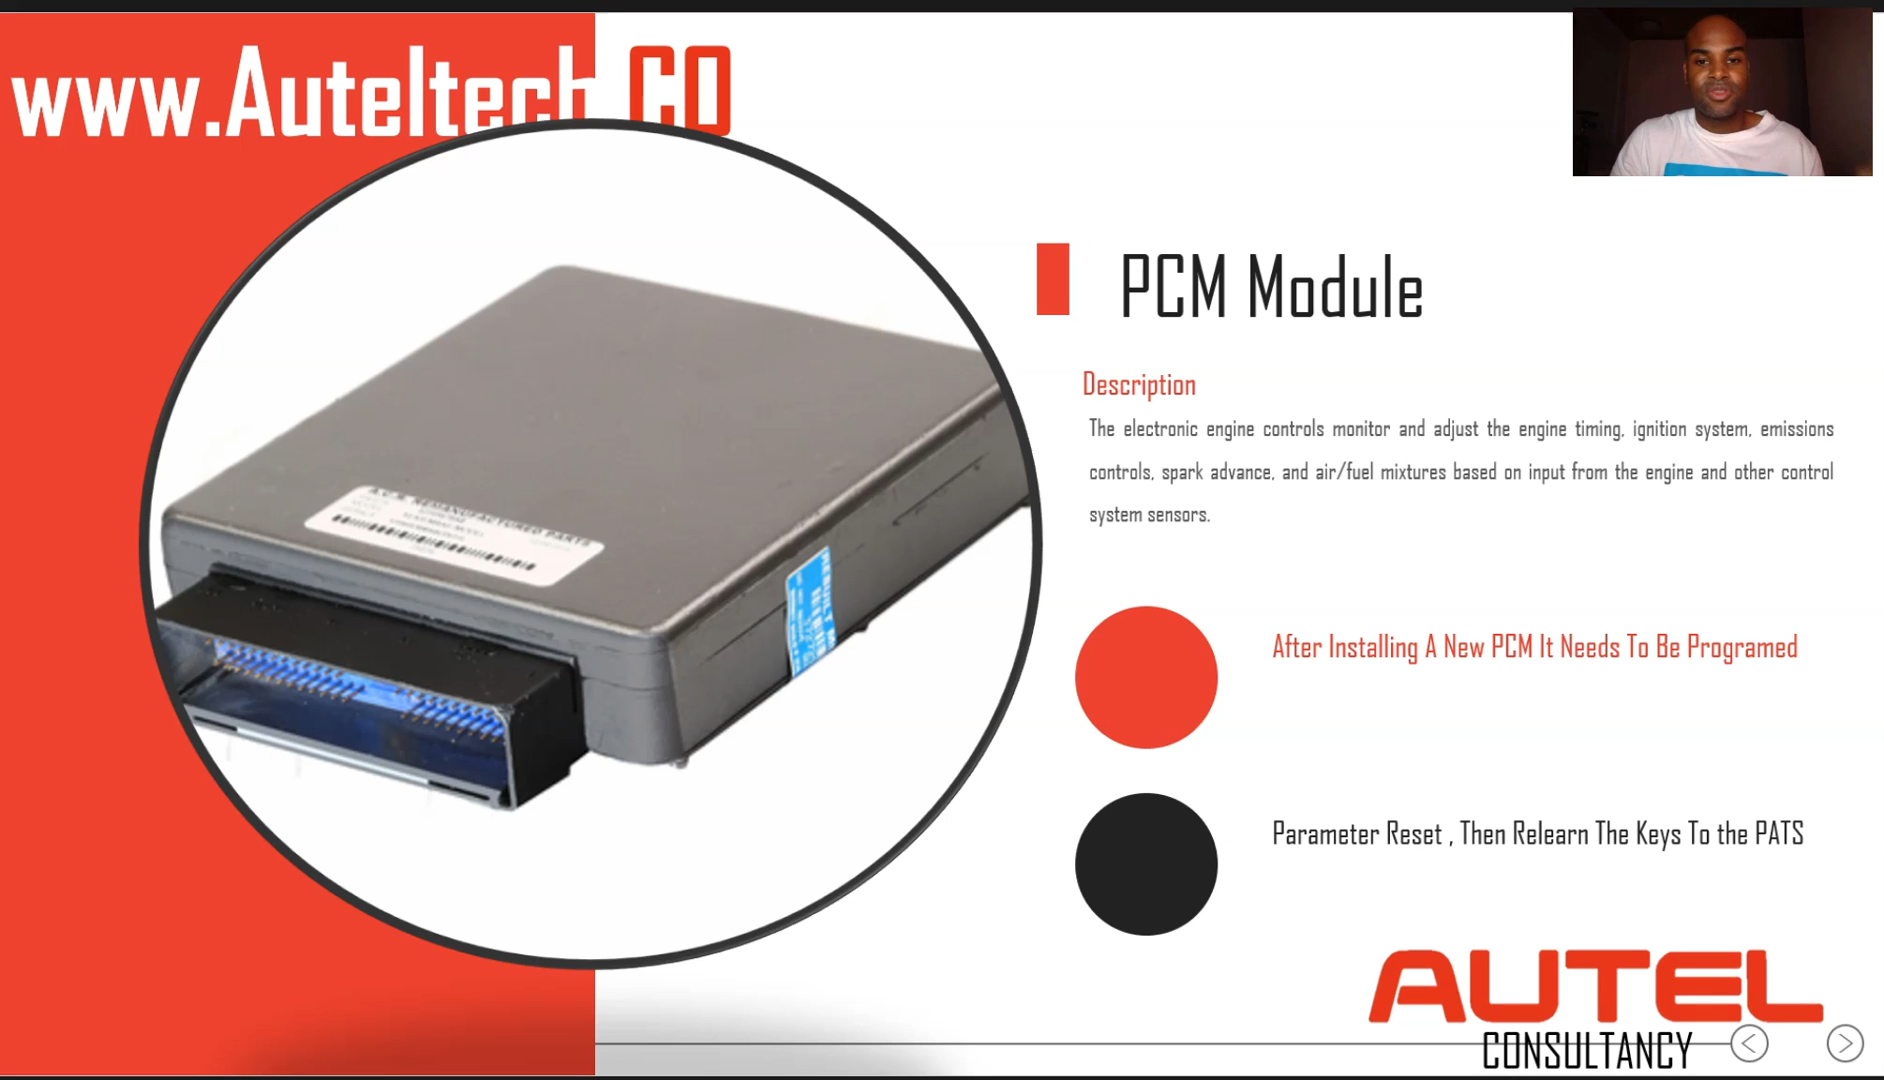 www.Auteltech.CO
PCM Module
Description
The electronic engine controls monitor and adjust the engine timing, ignition system, emissions
controls, spark advance, and air/fuel mixtures based on input from the engine and other control
system sensors.
REMANUFACTURED PARTS
After Installing A New PCM It Needs To Be Programed
Parameter Reset , Then Relearn The Keys To the PATS
AUTEL
CONSULTANCY